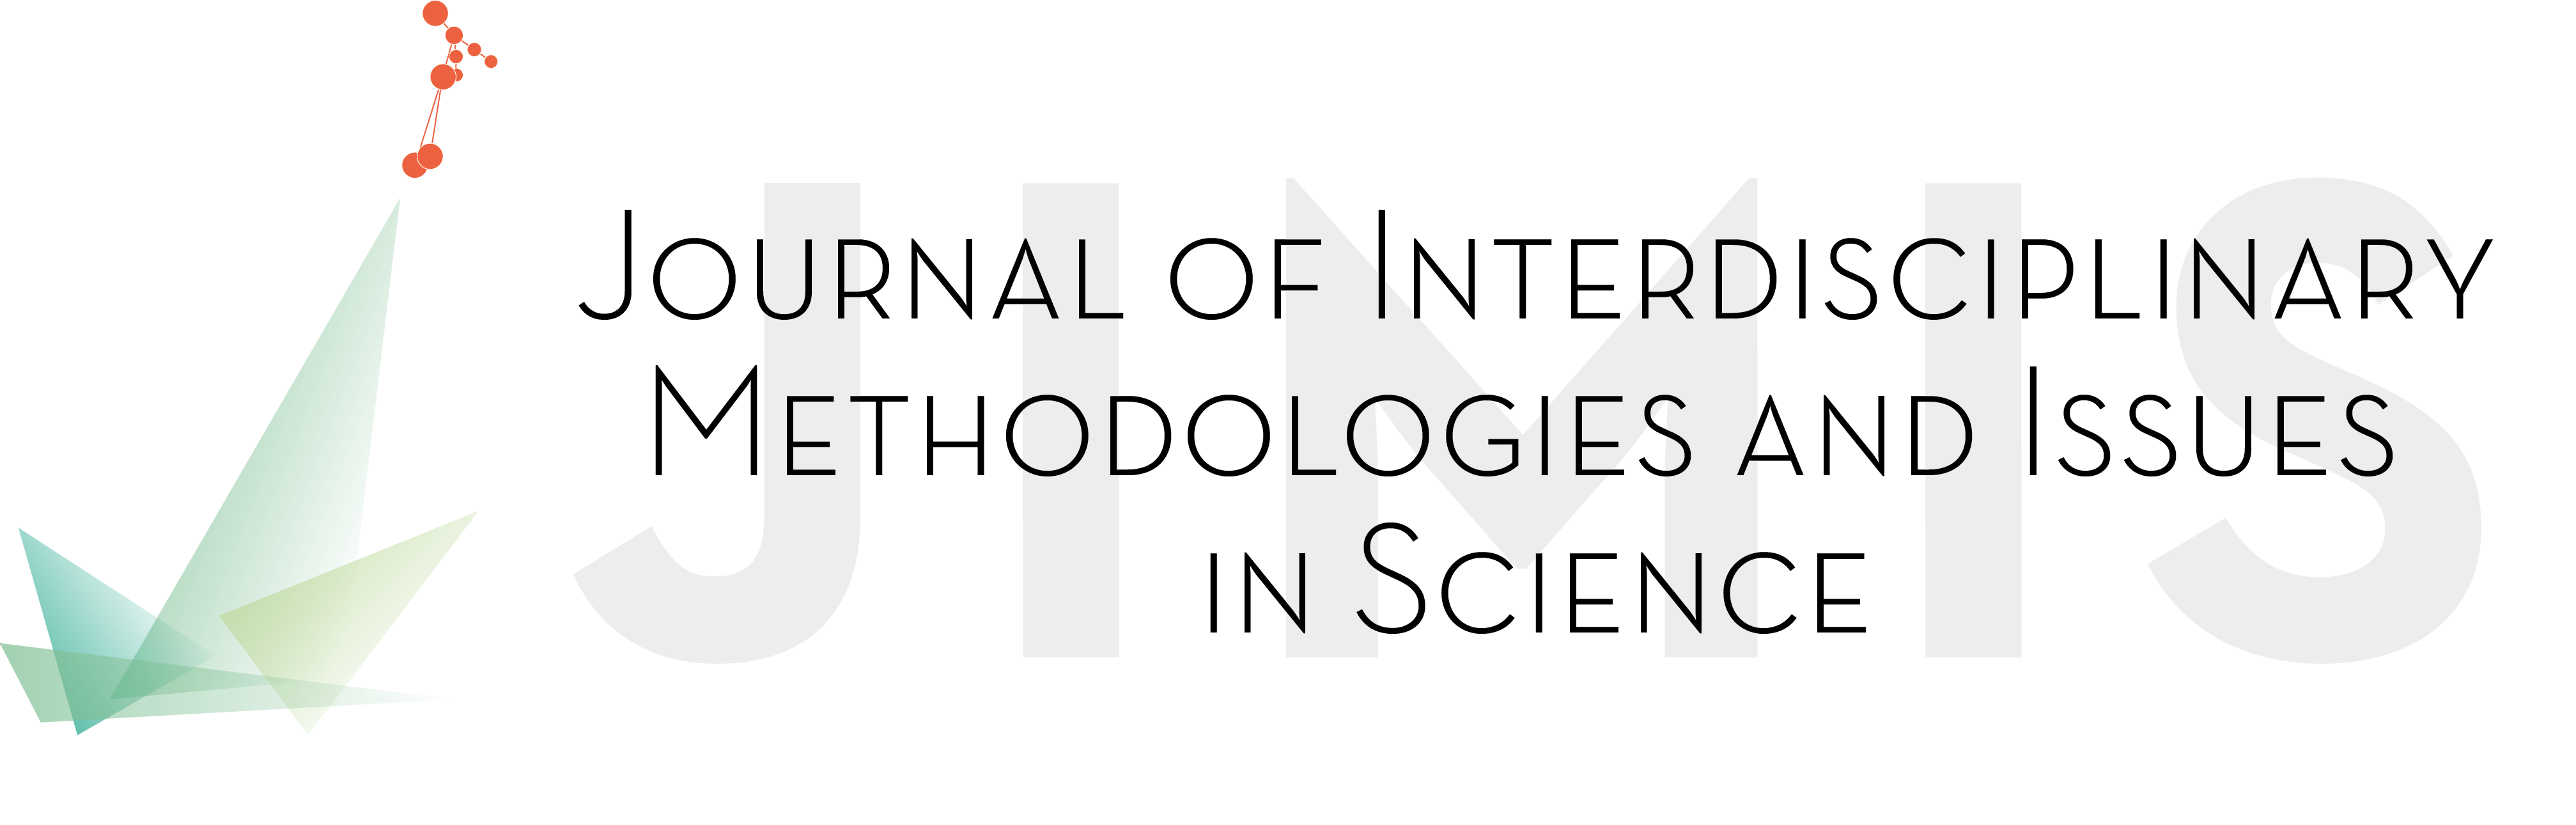 JIMIS
Journal of Interdisciplinary
Methodologies and Issues
in Science